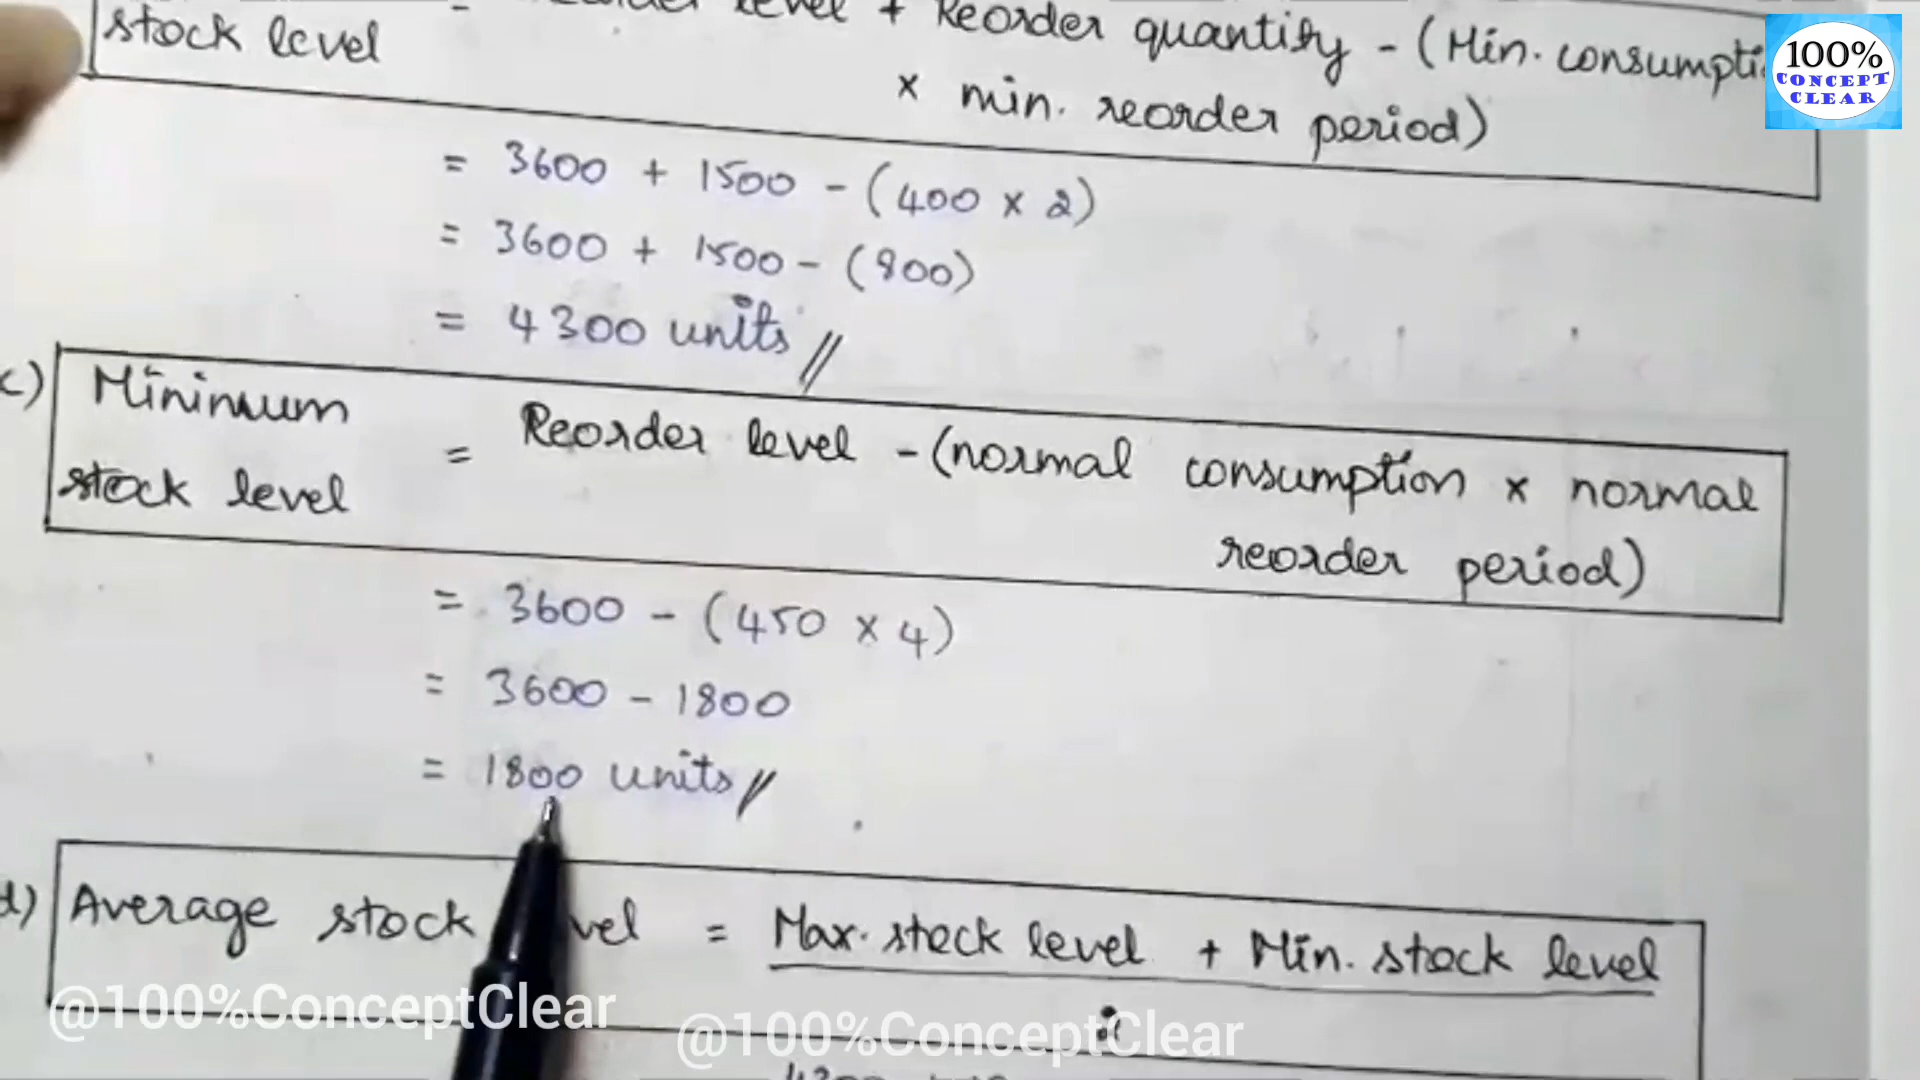 level + Reorder quantity - (Min. consumpti
stock level
× min. reorder period)
= 3600 + 1500 - (400 × 2)
= 3600 + 1500 - (800)
= 4300 units //
c) Minimum
stock level = Reorder level - (normal consumption × normal
reorder period)
= 3600 - (450 × 4)
= 3600 - 1800
= 1800 units //
d) Average stock vel = Max. stock level + Min. stock level
2
100%
CONCEPT
CLEAR
@100%ConceptClear
@100%ConceptClear